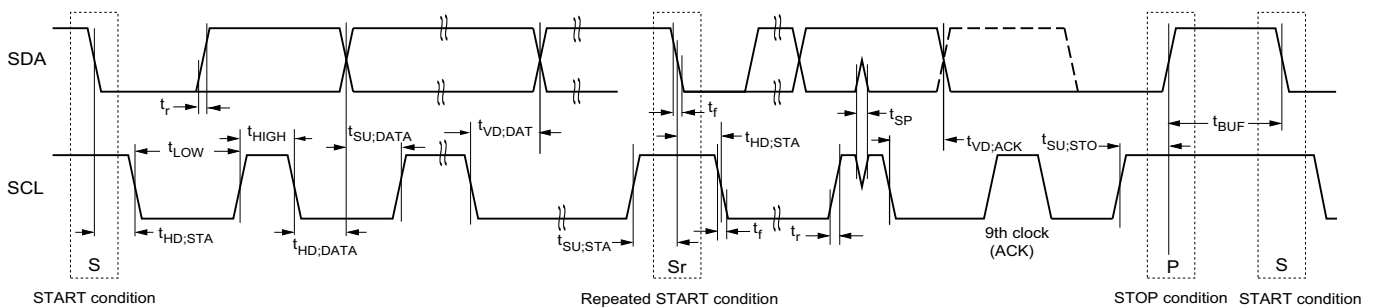 SDA
t_r
t_f
t_SP
t_HIGH
t_SU;DATA
t_VD;DAT
t_HD;STA
t_BUF
t_LOW
t_VD;ACK
t_SU;STO
SCL
t_HD;STA
t_HD;DATA
t_SU;STA
t_f
t_r
9th clock
(ACK)
S
Sr
P
S
START condition
Repeated START condition
STOP condition
START condition